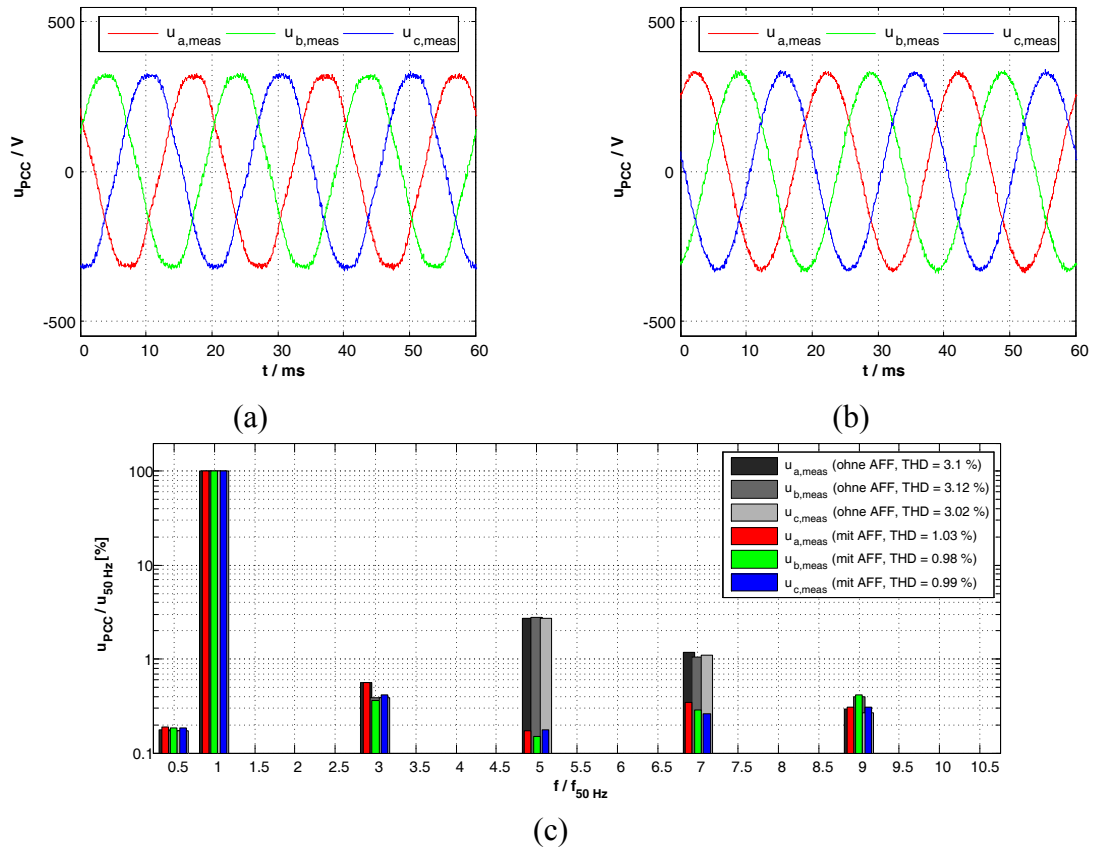 500
0
-500
u_PCC / V
u_a,meas u_b,meas u_c,meas
0 10 20 30 40 50 60
t / ms
(a)
500
0
-500
u_PCC / V
u_a,meas u_b,meas u_c,meas
0 10 20 30 40 50 60
t / ms
(b)
100
10
1
0.1
u_PCC / u_50 Hz [%]
u_a,meas (ohne AFF, THD = 3.1 %)
u_b,meas (ohne AFF, THD = 3.12 %)
u_c,meas (ohne AFF, THD = 3.02 %)
u_a,meas (mit AFF, THD = 1.03 %)
u_b,meas (mit AFF, THD = 0.98 %)
u_c,meas (mit AFF, THD = 0.99 %)
0.5 1 1.5 2 2.5 3 3.5 4 4.5 5 5.5 6 6.5 7 7.5 8 8.5 9 9.5 10 10.5
f / f_50 Hz
(c)